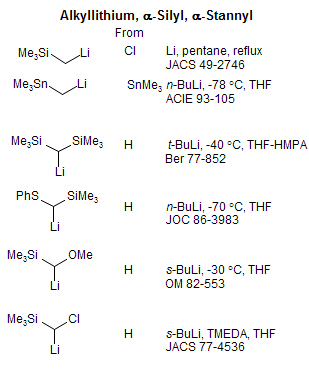 Alkyllithium, α-Silyl, α-Stannyl
From
Me3Si Li Cl Li, pentane, reflux
JACS 49-2746
Me3Sn Li SnMe3 n-BuLi, -78 °C, THF
ACIE 93-105
Me3Si SiMe3 H t-BuLi, -40 °C, THF-HMPA
Li Ber 77-852
PhS SiMe3 H n-BuLi, -70 °C, THF
Li JOC 86-3983
Me3Si OMe H s-BuLi, -30 °C, THF
Li OM 82-553
Me3Si Cl H s-BuLi, TMEDA, THF
Li JACS 77-4536